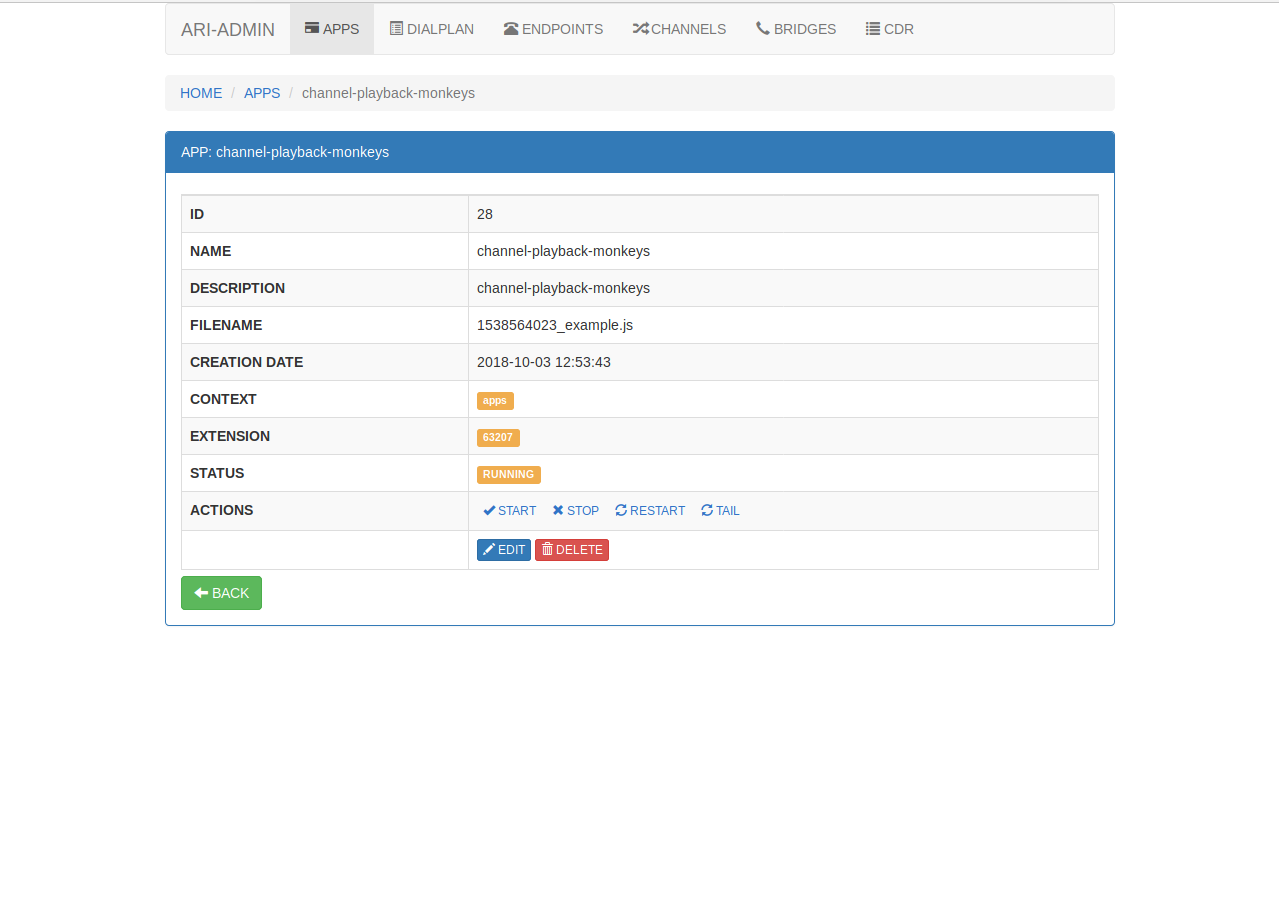 ARI-ADMIN APPS DIALPLAN ENDPOINTS CHANNELS BRIDGES CDR
HOME / APPS / channel-playback-monkeys
APP: channel-playback-monkeys
ID 28
NAME channel-playback-monkeys
DESCRIPTION channel-playback-monkeys
FILENAME 1538564023_example.js
CREATION DATE 2018-10-03 12:53:43
CONTEXT apps
EXTENSION 63207
STATUS RUNNING
ACTIONS START STOP RESTART TAIL
EDIT DELETE
BACK